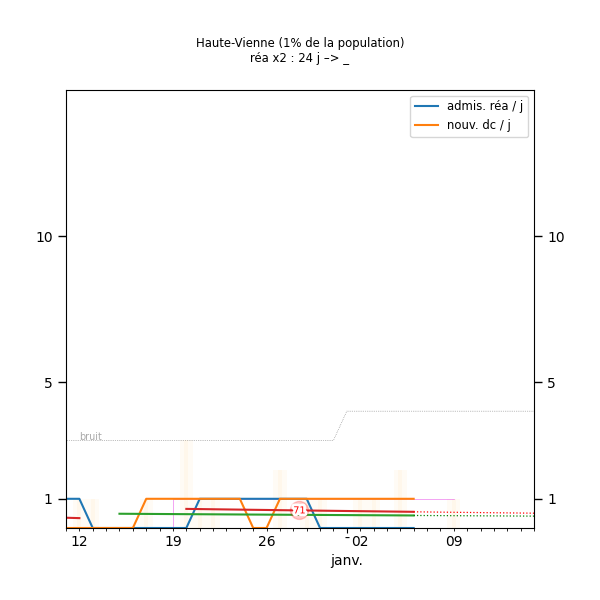 Haute-Vienne (1% de la population)
réa x2 : 24 j –> _
admis. réa / j
nouv. dc / j
10
10
5
5
bruit
1
1
71
12
19
26
02
09
janv.